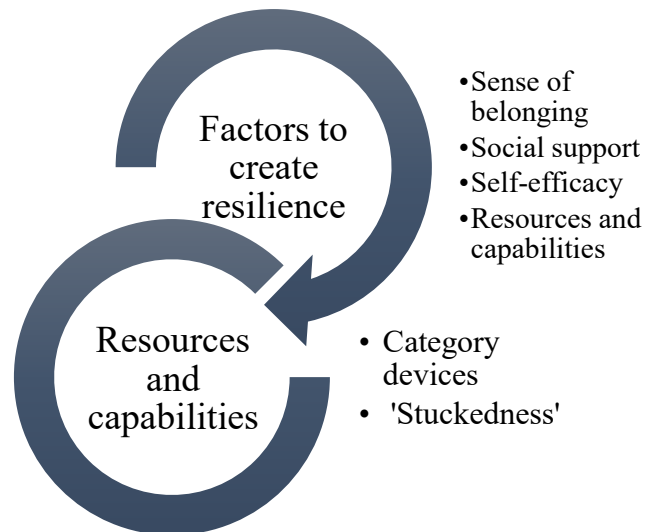 Factors to
create
resilience
•Sense of
belonging
•Social support
•Self-efficacy
•Resources and
capabilities
Resources
and
capabilities
• Category
devices
• 'Stuckedness'